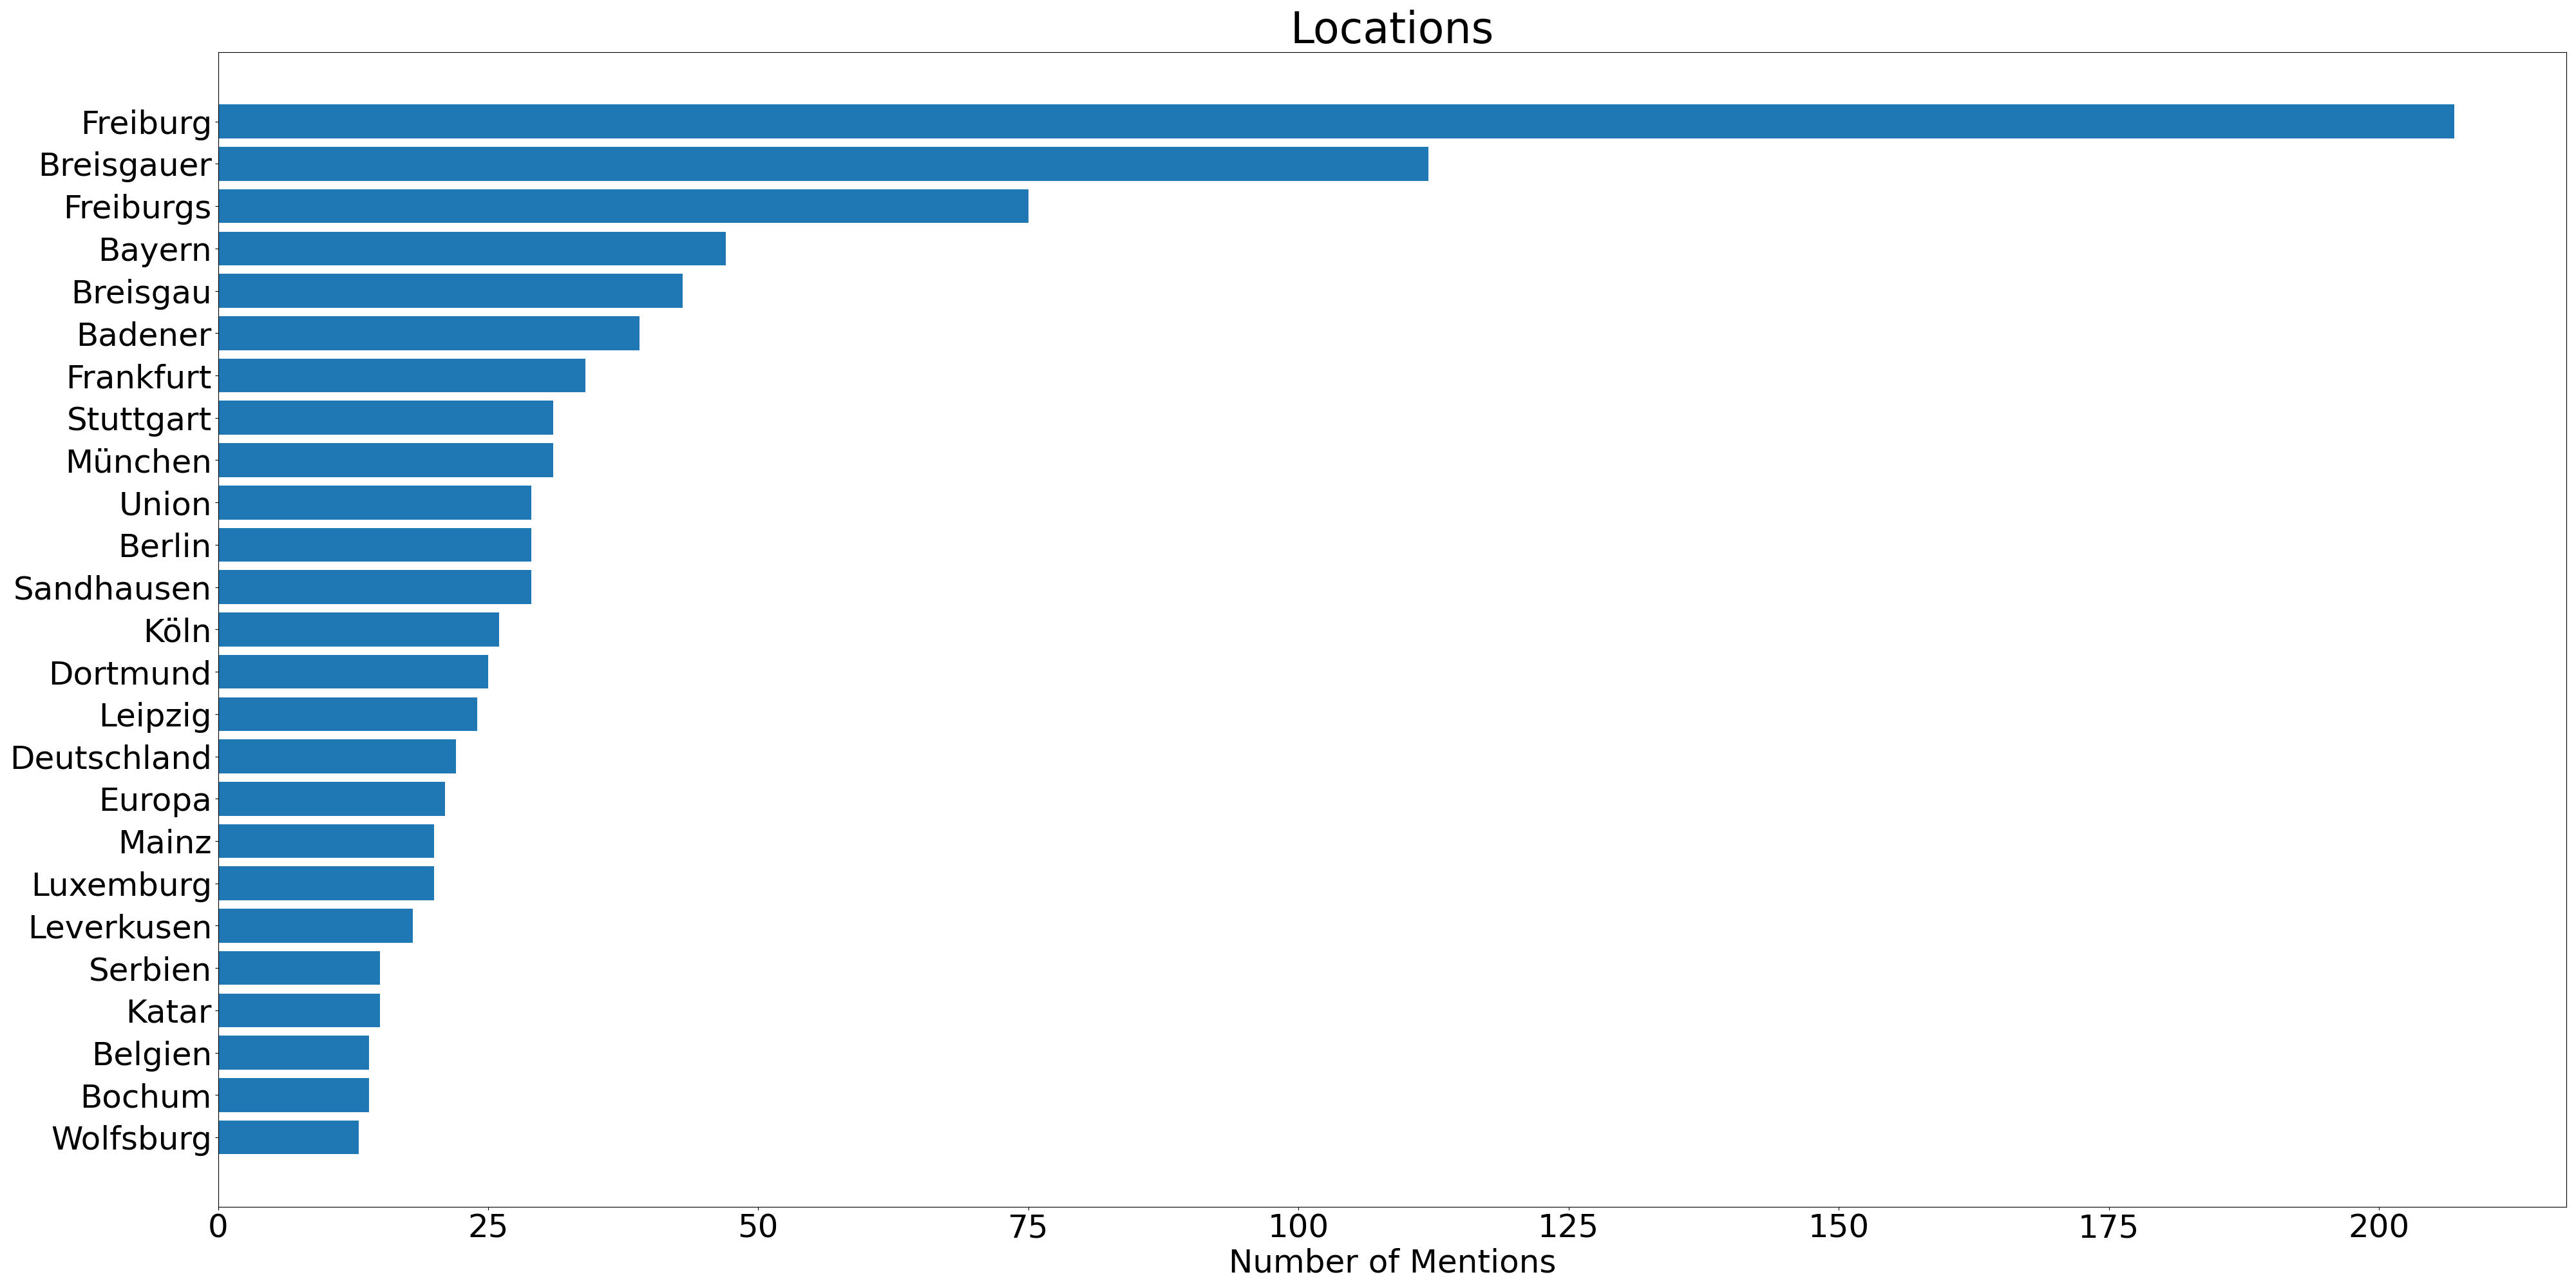 Locations
Freiburg
Breisgauer
Freiburgs
Bayern
Breisgau
Badener
Frankfurt
Stuttgart
München
Union
Berlin
Sandhausen
Köln
Dortmund
Leipzig
Deutschland
Europa
Mainz
Luxemburg
Leverkusen
Serbien
Katar
Belgien
Bochum
Wolfsburg
0 25 50 75 100 125 150 175 200
Number of Mentions